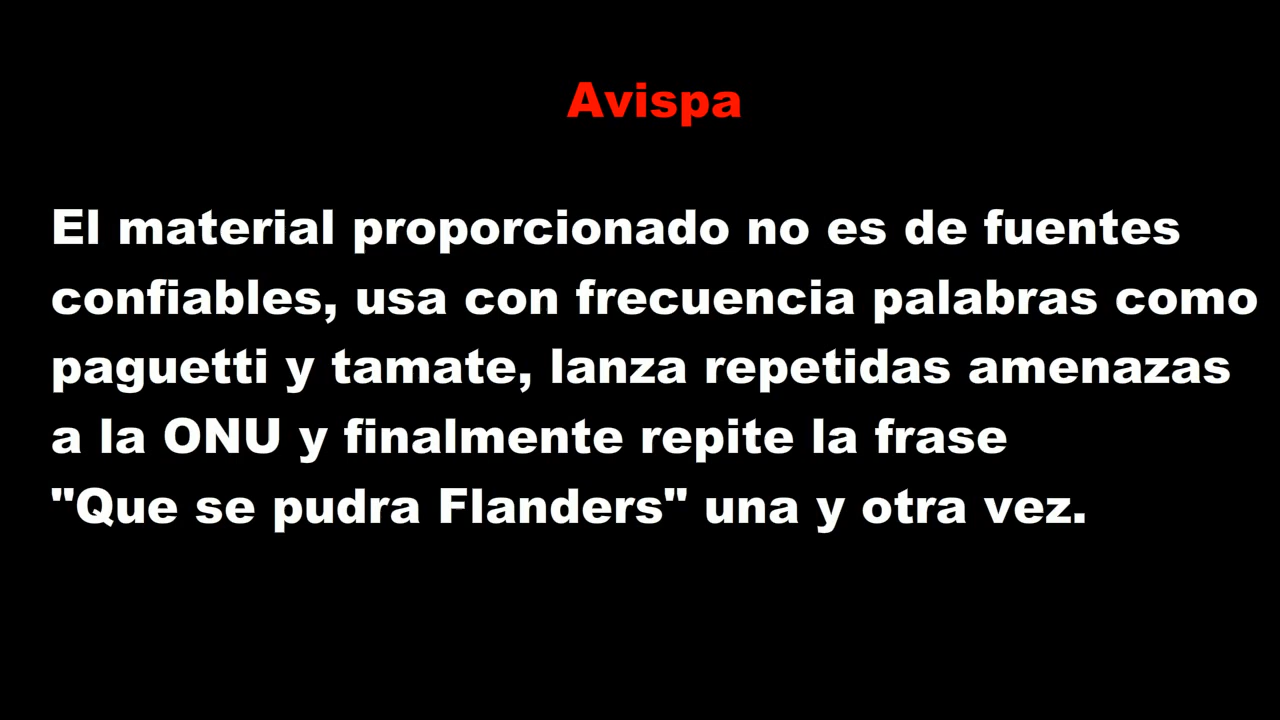 Avispa
El material proporcionado no es de fuentes
confiables, usa con frecuencia palabras como
paguetti y tamate, lanza repetidas amenazas
a la ONU y finalmente repite la frase
"Que se pudra Flanders" una y otra vez.